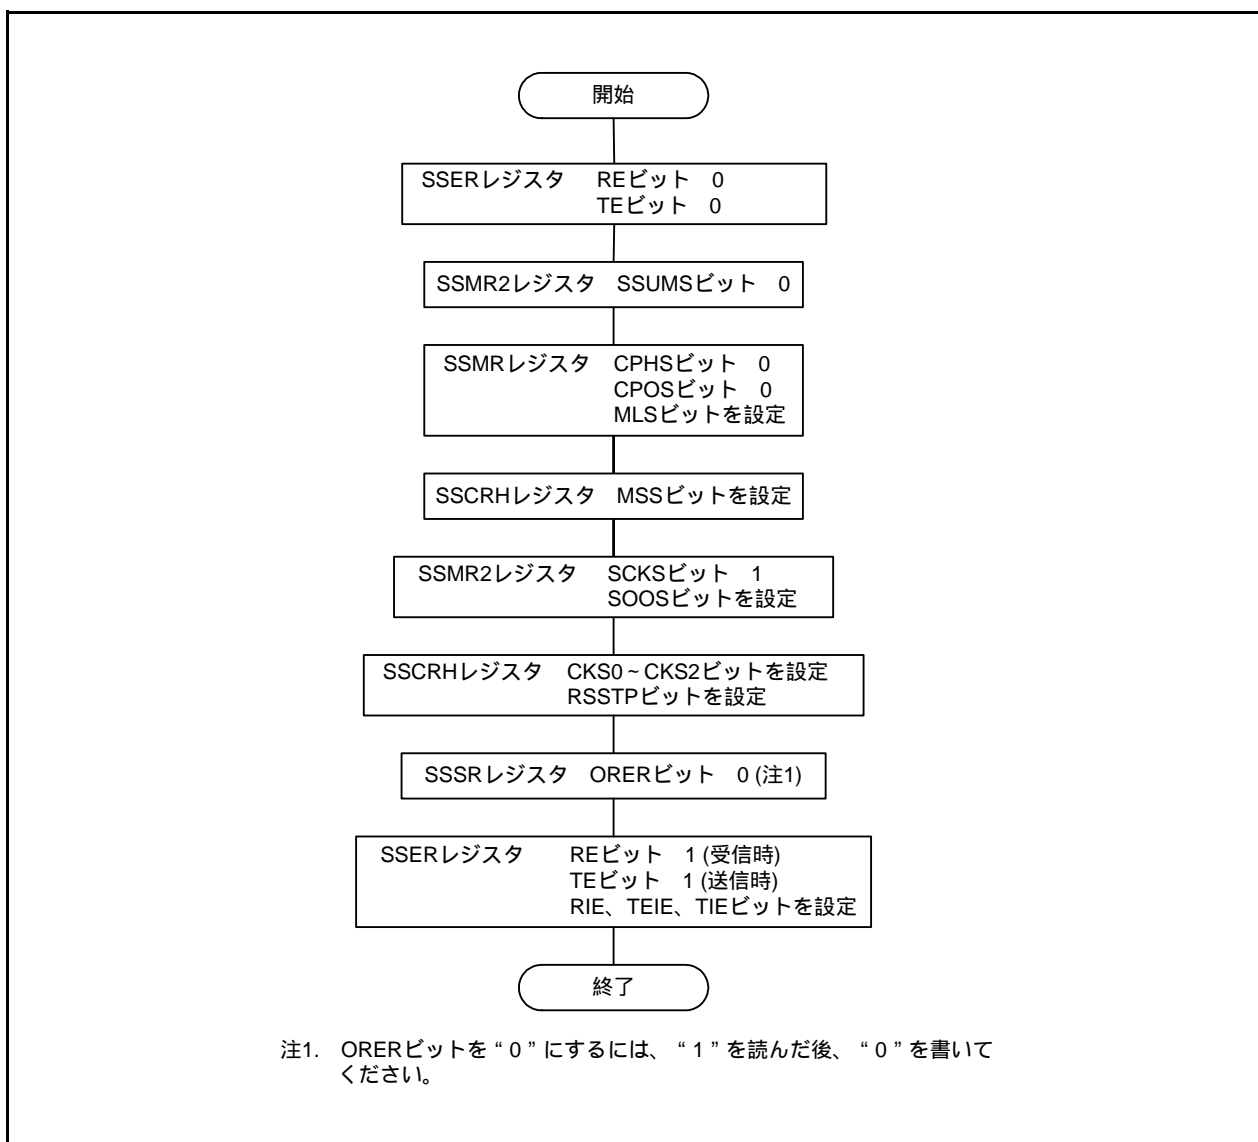 開始
SSERレジスタ REビット 0
TEビット 0
SSMR2レジスタ SSUMSビット 0
SSMRレジスタ CPHSビット 0
CPOSビット 0
MLSビットを設定
SSCRHレジスタ MSSビットを設定
SSMR2レジスタ SCKSビット 1
SOOSビットを設定
SSCRHレジスタ CKS0~CKS2ビットを設定
RSSTPビットを設定
SSSRレジスタ ORERビット 0 (注1)
SSERレジスタ REビット 1 (受信時)
TEビット 1 (送信時)
RIE、TEIE、TIEビットを設定
終了
注1. ORERビットを“0”にするには、“1”を読んだ後、“0”を書いて
ください。